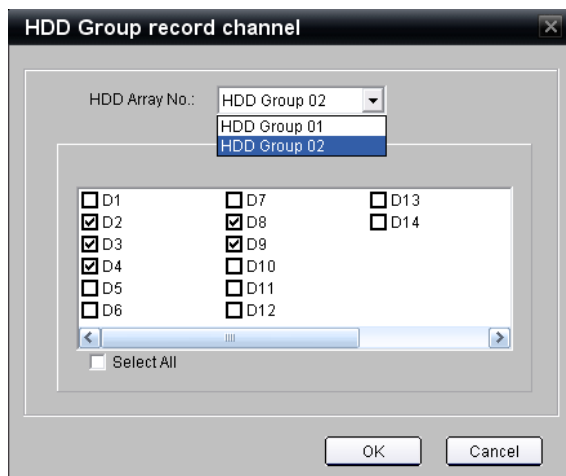 HDD Group record channel
HDD Array No.: HDD Group 02
HDD Group 01
HDD Group 02
D1 D7 D13
D2 D8 D14
D3 D9
D4 D10
D5 D11
D6 D12
Select All
OK Cancel